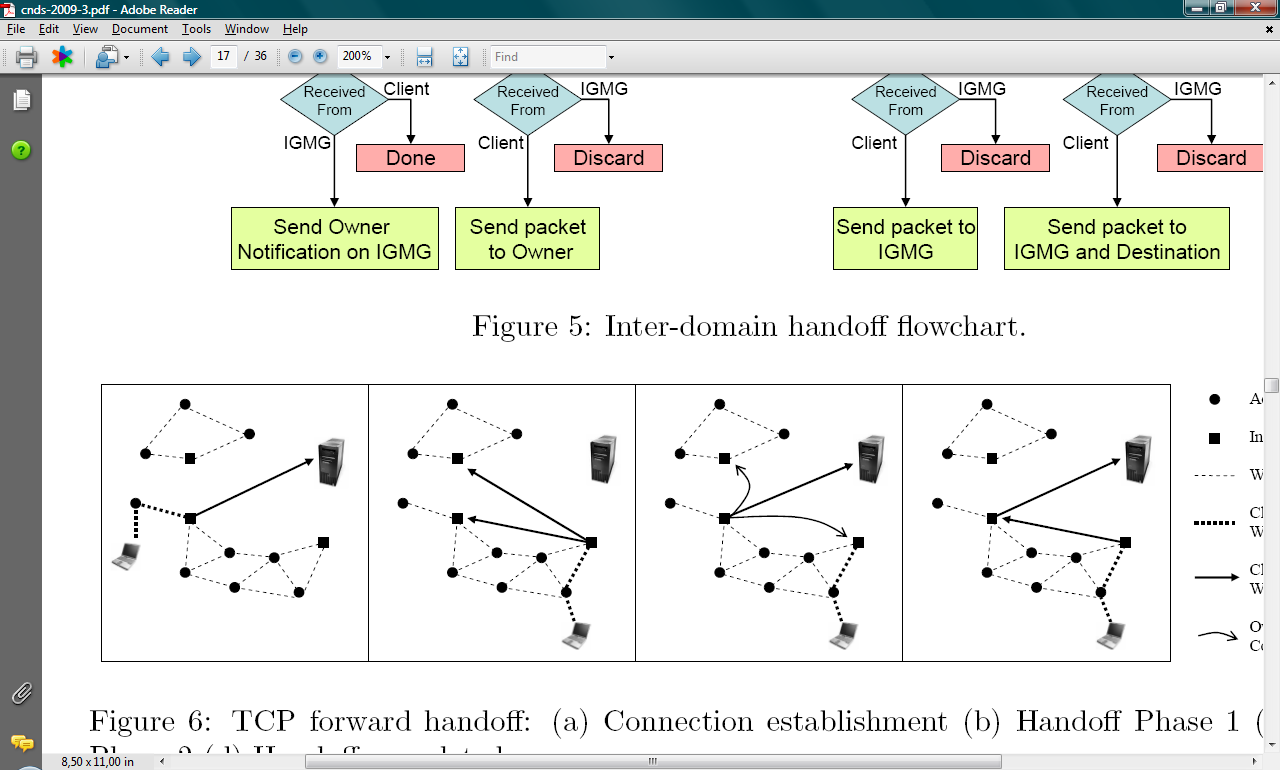 cnds-2009-3.pdf - Adobe Reader
File Edit View Document Tools Window Help
17 / 36 200% Find
Received From
Client
IGMG
Done
Send Owner
Notification on IGMG
Received From
IGMG
Client
Discard
Send packet
to Owner
Received From
IGMG
Client
Discard
Send packet to
IGMG
Received From
IGMG
Client
Discard
Send packet to
IGMG and Destination
Figure 5: Inter-domain handoff flowchart.
In
W
W
W
Figure 6: TCP forward handoff: (a) Connection establishment (b) Handoff Phase 1 (
8,50 x 11,00 in